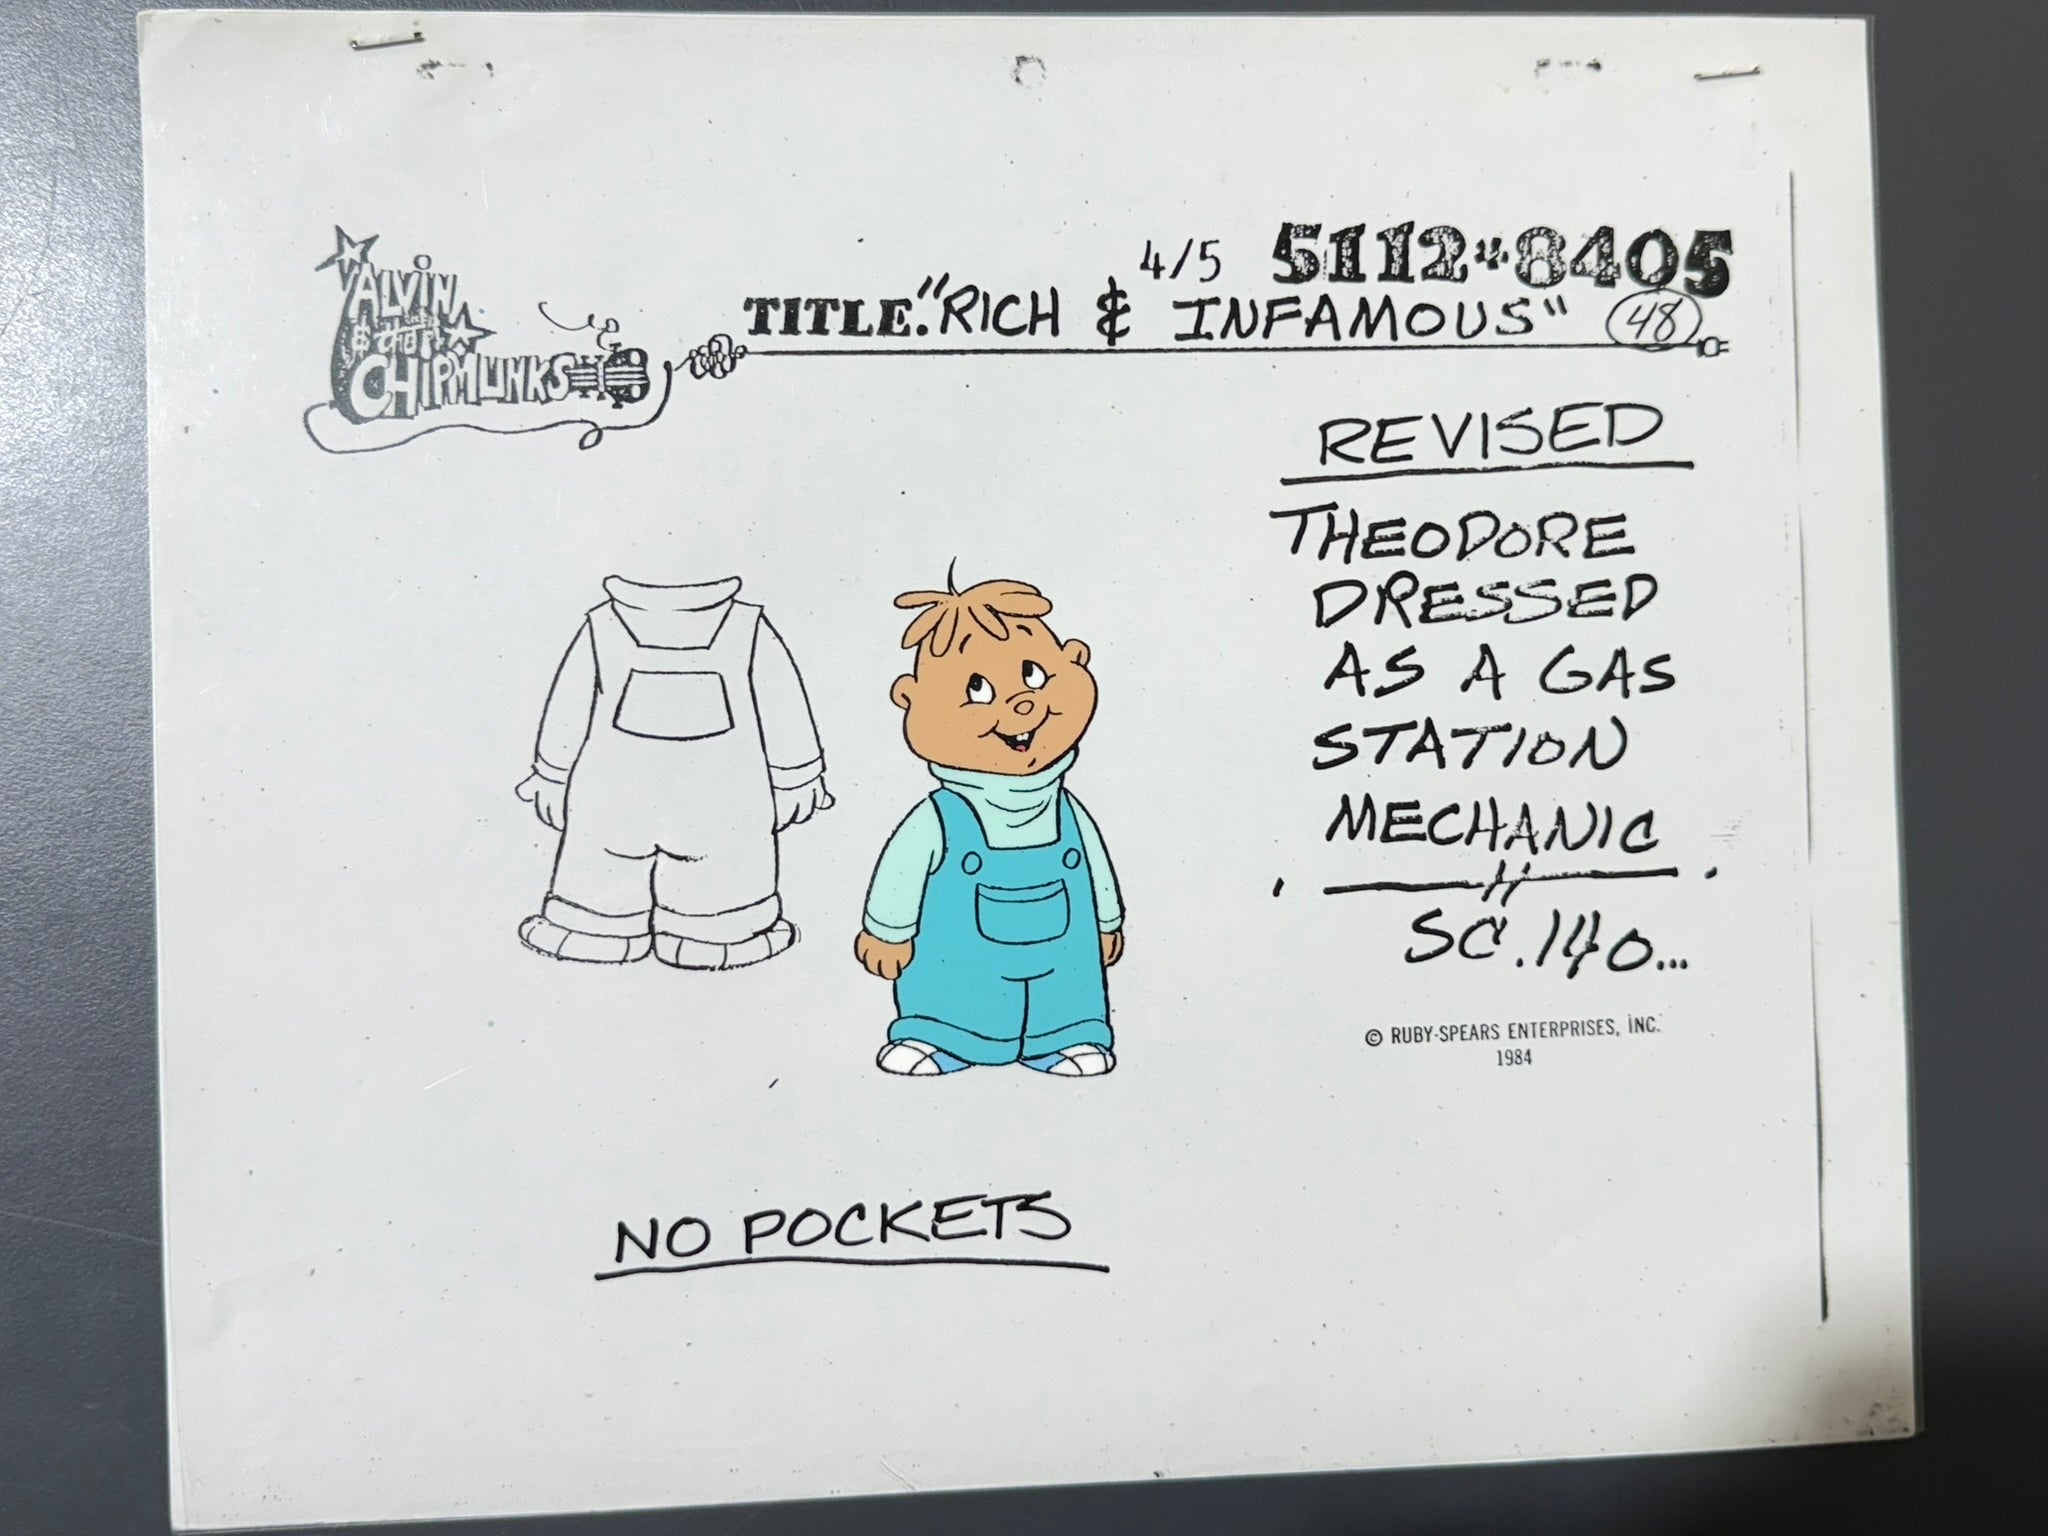 4/5 5112-8405
ALVIN
& the
CHIPMUNKS
TITLE: "RICH & INFAMOUS" 48
REVISED
THEODORE
DRESSED
AS A GAS
STATION
MECHANIC
SC. 140...
© RUBY-SPEARS ENTERPRISES, INC.
1984
NO POCKETS